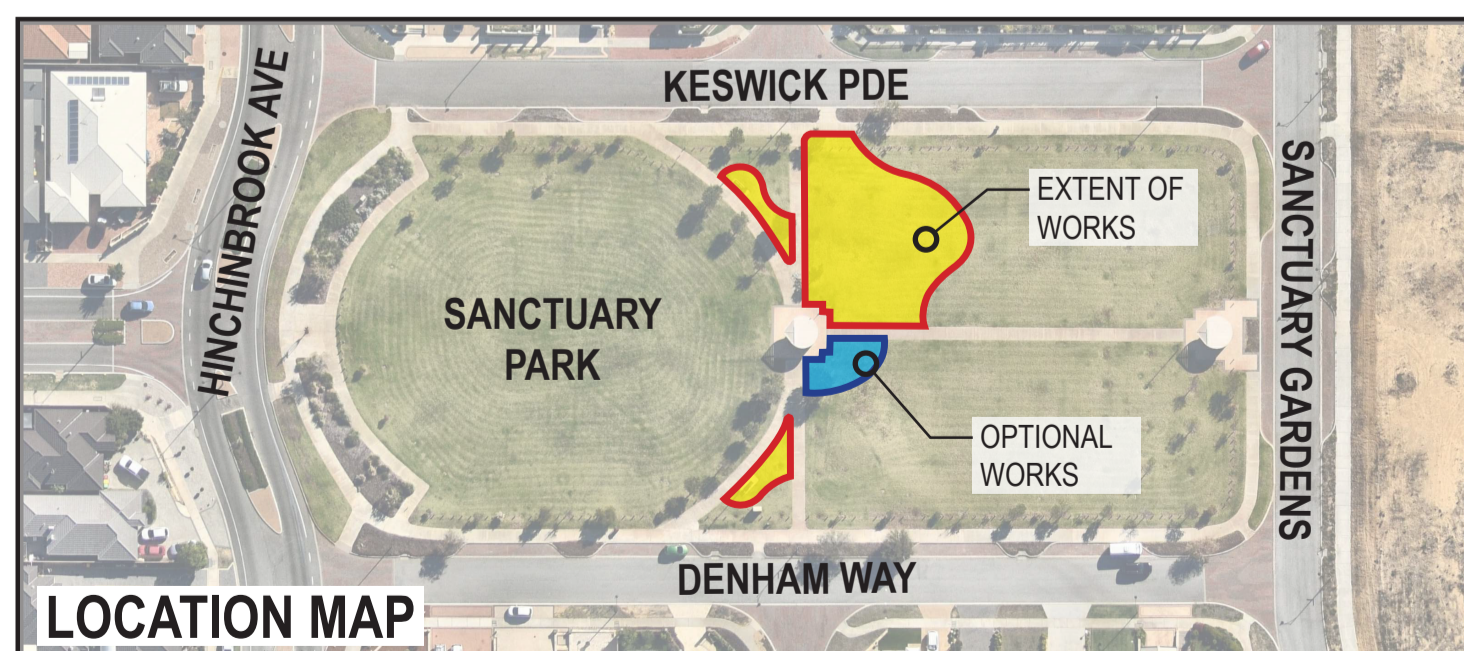 KESWICK PDE
HINCHINBROOK AVE
EXTENT OF
WORKS
SANCTUARY GARDENS
SANCTUARY
PARK
OPTIONAL
WORKS
DENHAM WAY
LOCATION MAP